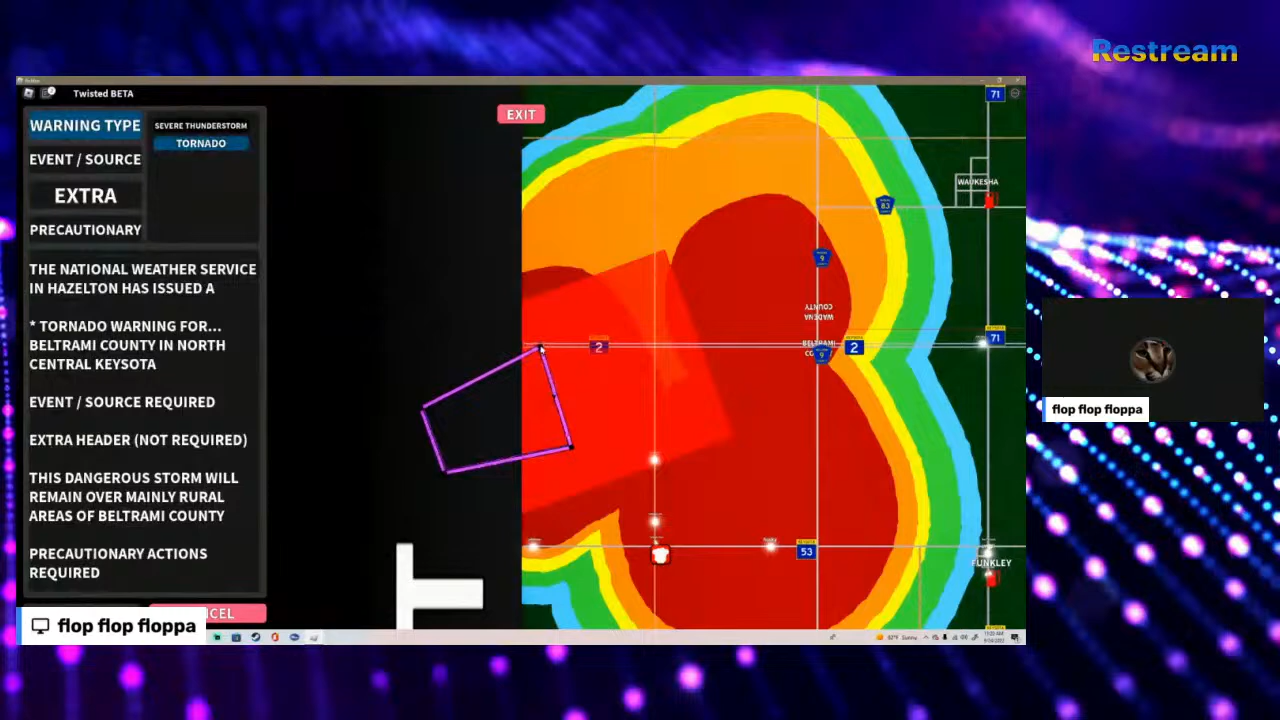 Restream
Twisted BETA
EXIT
WARNING TYPE
EVENT / SOURCE
EXTRA
PRECAUTIONARY
SEVERE THUNDERSTORM
TORNADO
THE NATIONAL WEATHER SERVICE
IN HAZELTON HAS ISSUED A
* TORNADO WARNING FOR...
BELTRAMI COUNTY IN NORTH
CENTRAL KEYSOTA
EVENT / SOURCE REQUIRED
EXTRA HEADER (NOT REQUIRED)
THIS DANGEROUS STORM WILL
REMAIN OVER MAINLY RURAL
AREAS OF BELTRAMI COUNTY
PRECAUTIONARY ACTIONS
REQUIRED
CEL
71
WAUKESHA
83
9
WADENA
COUNTY
BELTRAMI
9
2
2
71
53
FUNKLEY
flop flop floppa
flop flop floppa
Sunny